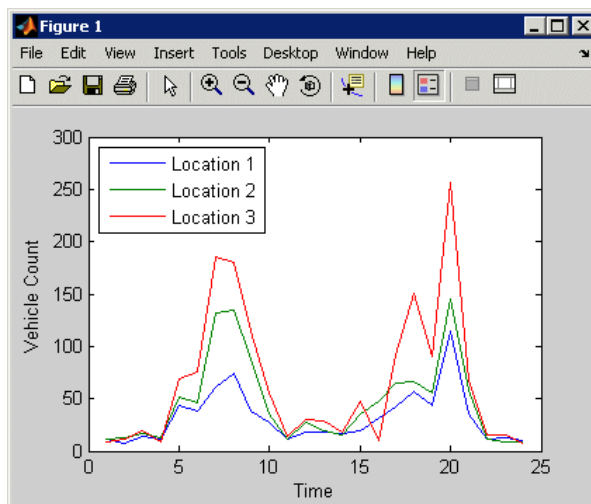 Figure 1
File Edit View Insert Tools Desktop Window Help
300
250
200
150
100
50
0
Location 1
Location 2
Location 3
Vehicle Count
0 5 10 15 20 25
Time